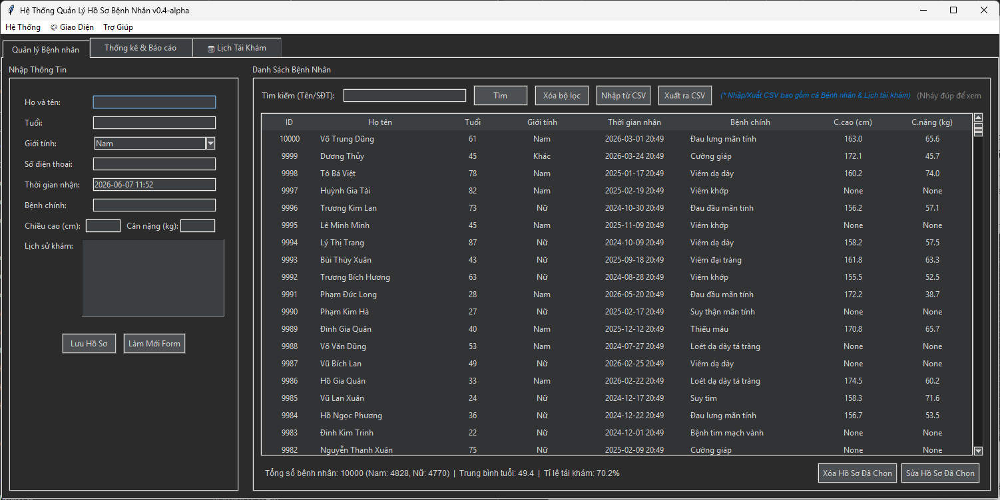 Hệ Thống Quản Lý Hồ Sơ Bệnh Nhân v0.4-alpha
Hệ Thống Giao Diện Trợ Giúp
Quản lý Bệnh nhân Thống kê & Báo cáo Lịch Tái Khám
Nhập Thông Tin
Họ và tên:
Tuổi:
Giới tính: Nam
Số điện thoại:
Thời gian nhận: 2026-06-07 11:52
Bệnh chính:
Chiều cao (cm): Cân nặng (kg):
Lịch sử khám:
Lưu Hồ Sơ Làm Mới Form
Danh Sách Bệnh Nhân
Tìm kiếm (Tên/SĐT): Tìm Xóa bộ lọc Nhập từ CSV Xuất ra CSV (* Nhập/Xuất CSV bao gồm cả Bệnh nhân & Lịch tái khám) (Nháy đúp để xem
ID Họ tên Tuổi Giới tính Thời gian nhận Bệnh chính C.cao (cm) C.nặng (kg)
10000 Võ Trung Dũng 61 Nam 2026-03-01 20:49 Đau lưng mãn tính 163.0 65.6
9999 Dương Thủy 45 Khác 2026-03-24 20:49 Cường giáp 172.1 45.7
9998 Tô Bá Việt 78 Nam 2025-01-17 20:49 Viêm dạ dày 160.2 74.0
9997 Huỳnh Gia Tài 82 Nam 2025-02-19 20:49 Viêm khớp None None
9996 Trương Kim Lan 73 Nữ 2024-10-30 20:49 Đau đầu mãn tính 156.2 57.1
9995 Lê Minh Minh 45 Nam 2025-11-09 20:49 Viêm khớp None None
9994 Lý Thị Trang 87 Nữ 2024-10-09 20:49 Viêm dạ dày 158.2 57.5
9993 Bùi Thùy Xuân 43 Nữ 2025-09-18 20:49 Viêm đại tràng 161.8 63.3
9992 Trương Bích Hương 63 Nữ 2024-08-28 20:49 Viêm khớp 155.5 52.5
9991 Phạm Đức Long 28 Nam 2026-05-20 20:49 Đau đầu mãn tính 172.2 38.7
9990 Phạm Kim Hà 27 Nữ 2025-02-17 20:49 Suy thận mãn tính None None
9989 Đinh Gia Quân 40 Nam 2025-12-12 20:49 Thiếu máu 170.8 65.7
9988 Võ Văn Dũng 53 Nam 2024-07-27 20:49 Loét dạ dày tá tràng None None
9987 Vũ Bích Lan 49 Nữ 2026-02-25 20:49 Viêm dạ dày None None
9986 Hồ Gia Quân 33 Nam 2026-02-22 20:49 Loét dạ dày tá tràng 174.5 60.2
9985 Vũ Lan Xuân 24 Nữ 2024-12-17 20:49 Suy tim 158.3 71.6
9984 Hồ Ngọc Phương 36 Nữ 2024-12-22 20:49 Đau lưng mãn tính 156.7 53.5
9983 Đinh Kim Trinh 22 Nữ 2024-12-01 20:49 Bệnh tim mạch vành None None
9982 Nguyễn Thanh Xuân 75 Nữ 2025-02-09 20:49 Cường giáp None None
Tổng số bệnh nhân: 10000 (Nam: 4828, Nữ: 4770) | Trung bình tuổi: 49.4 | Tỉ lệ tái khám: 70.2%
Xóa Hồ Sơ Đã Chọn Sửa Hồ Sơ Đã Chọn